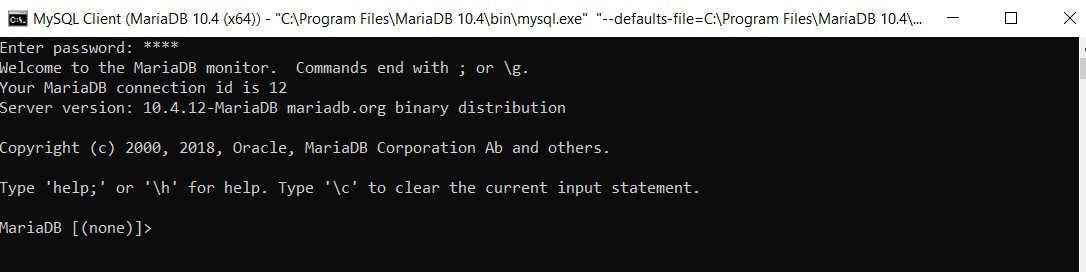 MySQL Client (MariaDB 10.4 (x64)) - "C:\Program Files\MariaDB 10.4\bin\mysql.exe"  "--defaults-file=C:\Program Files\MariaDB 10.4\...
Enter password: ****
Welcome to the MariaDB monitor.  Commands end with ; or \g.
Your MariaDB connection id is 12
Server version: 10.4.12-MariaDB mariadb.org binary distribution
Copyright (c) 2000, 2018, Oracle, MariaDB Corporation Ab and others.
Type 'help;' or '\h' for help. Type '\c' to clear the current input statement.
MariaDB [(none)]>